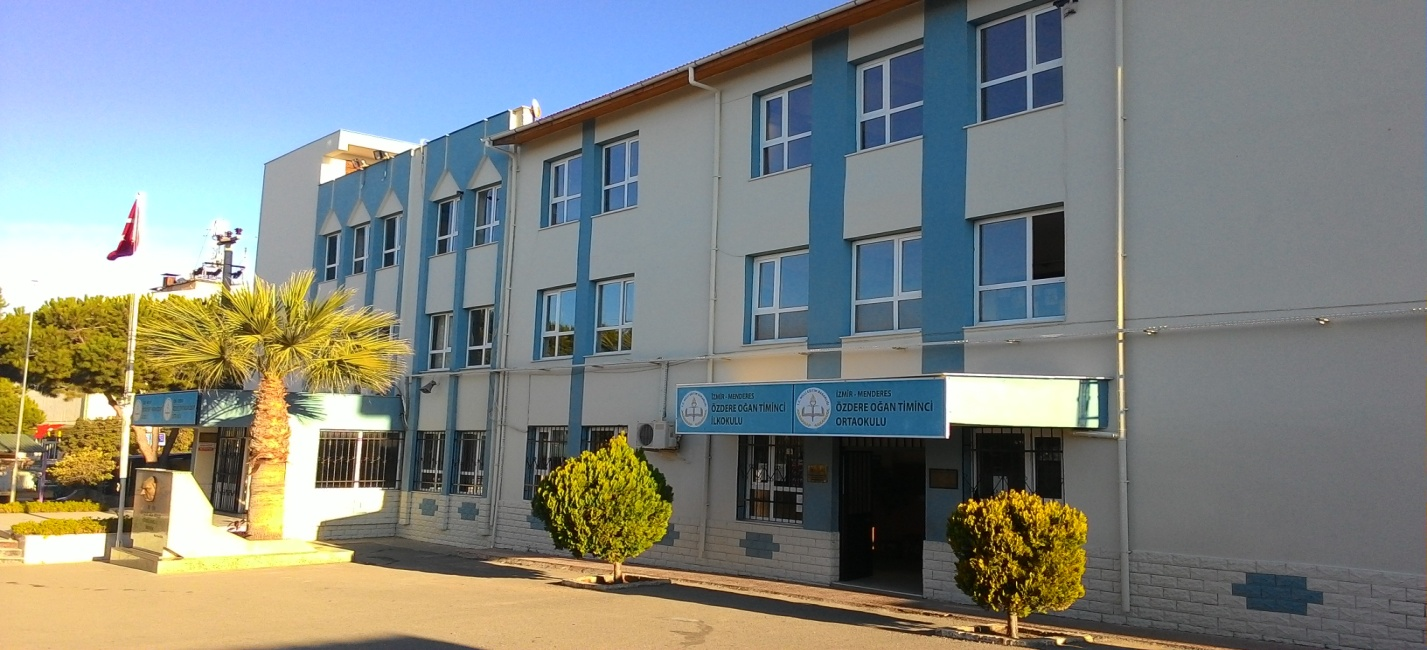 İZMİR - MENDERES
ÖZDERE OĞAN TİMİNCİ
İLKOKULU
İZMİR - MENDERES
ÖZDERE OĞAN TİMİNCİ
ORTAOKULU